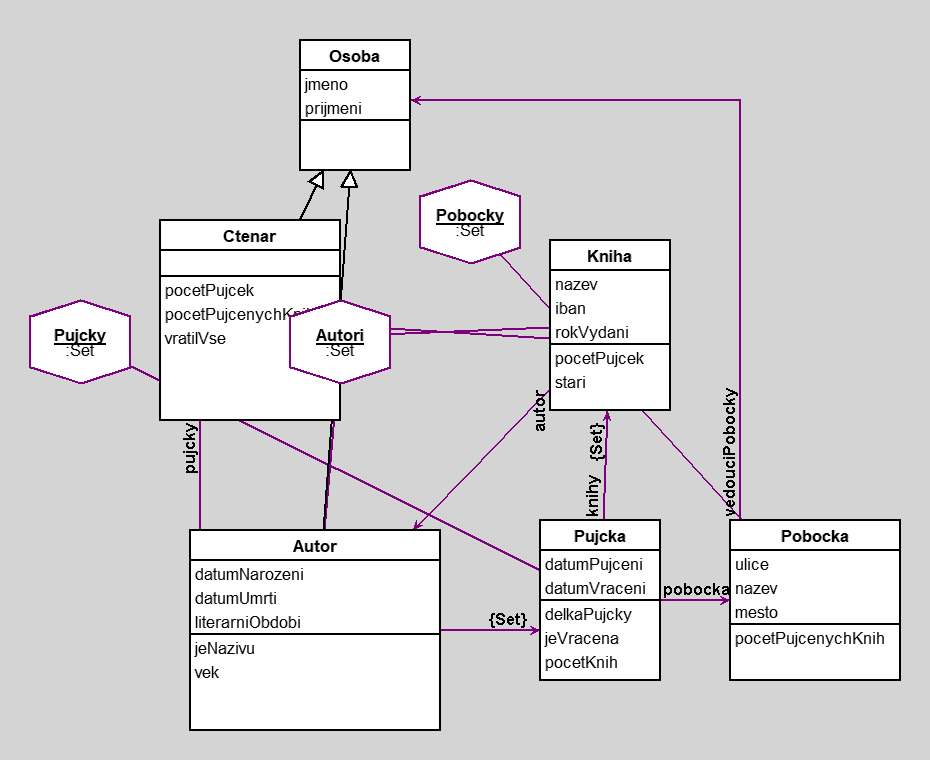 Osoba
jmeno
prijmeni
Ctenar
pocetPujcek
pocetPujcenychKni
vratilVse
Pobocky
:Set
Kniha
nazev
iban
rokVydani
pocetPujcek
stari
Pujcky
:Set
Autori
:Set
autor
pujcky
knihy
{Set}
vedouciPobocky
Autor
datumNarozeni
datumUmrti
literarniObdobi
jeNazivu
vek
{Set}
Pujcka
datumPujceni
datumVraceni
delkaPujcky
jeVracena
pocetKnih
pobocka
Pobocka
ulice
nazev
mesto
pocetPujcenychKnih